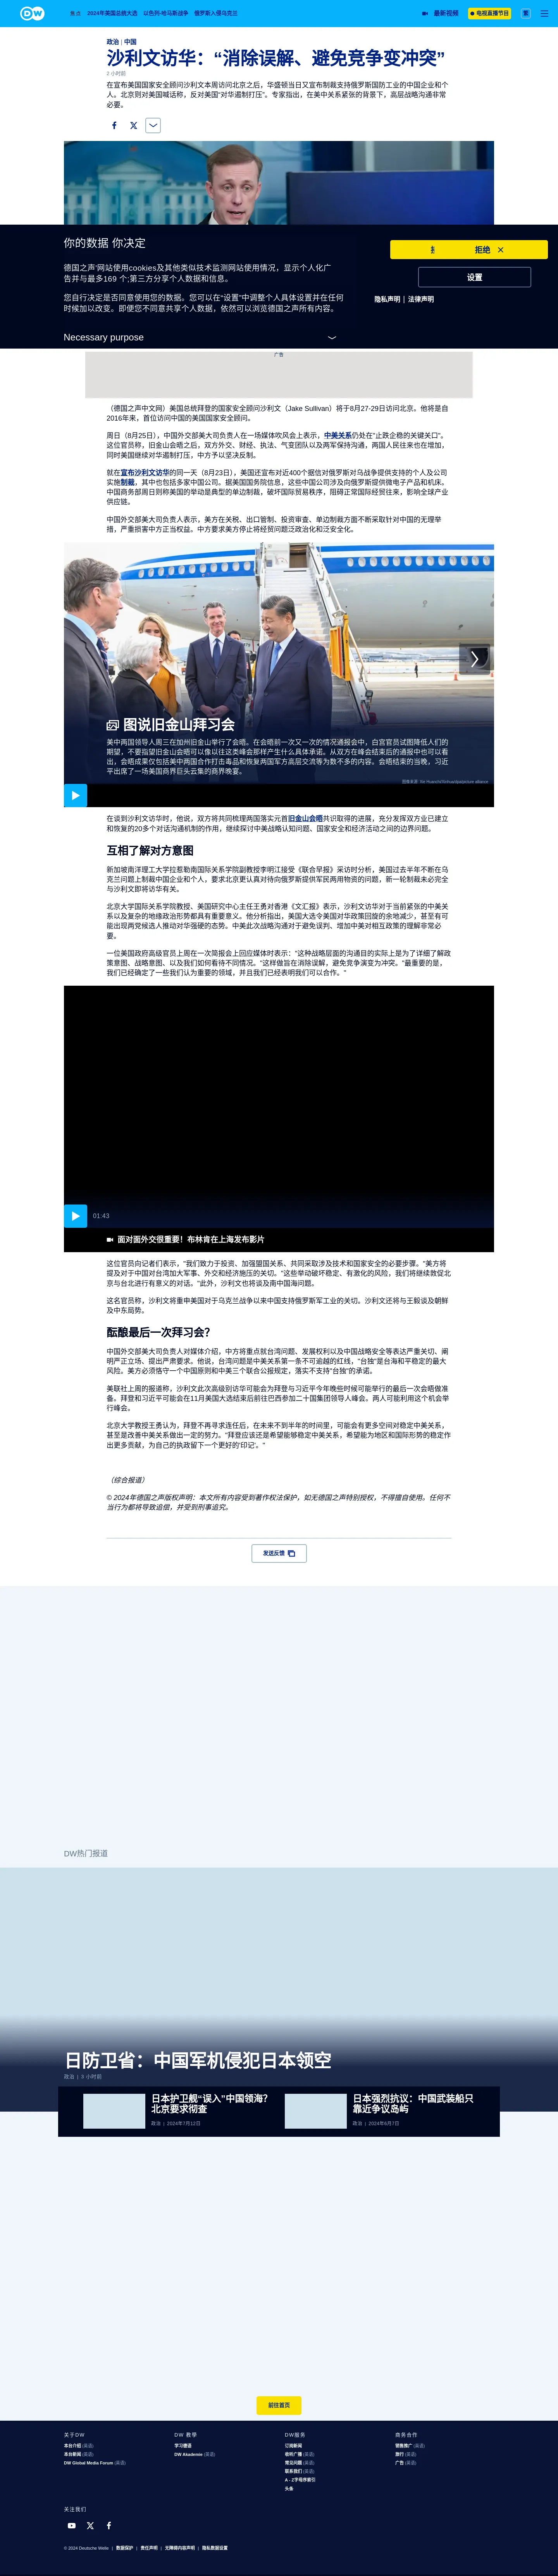 DW
焦点 2024年美国总统大选 以色列-哈马斯战争 俄罗斯入侵乌克兰
最新视频
电视直播节目
繁
政治 | 中国
沙利文访华：“消除误解、避免竞争变冲突”
2 小时前
在宣布美国国家安全顾问沙利文本周访问北京之后，华盛顿当日又宣布制裁支持俄罗斯国防工业的中国企业和个
人。北京则对美国喊话称，反对美国“对华遏制打压”。专家指出，在美中关系紧张的背景下，高层战略沟通非常
必要。
你的数据 你决定
德国之声'网站使用cookies及其他类似技术监测网站使用情况，显示个人化广
告并与最多169 个;第三方分享个人数据和信息。
您自行决定是否同意使用您的数据。您可以在“设置”中调整个人具体设置并在任何
时候加以改变。即便您不同意共享个人数据，依然可以浏览德国之声所有内容。
Necessary purpose
拒绝
设置
隐私声明 | 法律声明
广告
（德国之声中文网）美国总统拜登的国家安全顾问沙利文（Jake Sullivan）将于8月27-29日访问北京。他将是自
2016年来，首位访问中国的美国国家安全顾问。
周日（8月25日），中国外交部美大司负责人在一场媒体吹风会上表示，中美关系仍处在“止跌企稳的关键关口”。
这位官员称，旧金山会晤之后，双方外交、财经、执法、气变团队以及两军保持沟通，两国人民往来也在增加，
同时美国继续对华遏制打压，中方予以坚决反制。
就在宣布沙利文访华的同一天（8月23日），美国还宣布对近400个据信对俄罗斯对乌战争提供支持的个人及公司
实施制裁，其中也包括多家中国公司。据美国国务院信息，这些中国公司涉及向俄罗斯提供微电子产品和机床。
中国商务部周日则称美国的举动是典型的单边制裁，破坏国际贸易秩序，阻碍正常国际经贸往来，影响全球产业
供应链。
中国外交部美大司负责人表示，美方在关税、出口管制、投资审查、单边制裁方面不断采取针对中国的无理举
措，严重损害中方正当权益。中方要求美方停止将经贸问题泛政治化和泛安全化。
图说旧金山拜习会
美中两国领导人周三在加州旧金山举行了会晤。在会晤前一次又一次的情况通报会中，白宫官员试图降低人们的
期望，不要指望旧金山会晤可以像以往这类峰会那样产生什么具体承诺。从双方在峰会结束后的通报中也可以看
出，会晤成果仅包括美中两国合作打击毒品和恢复两国军方高层交流等为数不多的内容。会晤结束的当晚，习近
平出席了一场美国商界巨头云集的商界晚宴。
在谈到沙利文访华时，他说，双方将共同梳理两国落实元首旧金山会晤共识取得的进展，充分发挥双方业已建立
和恢复的20多个对话沟通机制的作用，继续探讨中美战略认知问题、国家安全和经济活动之间的边界问题。
互相了解对方意图
新加坡南洋理工大学拉惹勒南国际关系学院副教授李明江接受《联合早报》采访时分析，美国过去半年不断在乌
克兰问题上制裁中国企业和个人，要求北京更认真对待向俄罗斯提供军民两用物资的问题，新一轮制裁未必完全
与沙利文即将访华有关。
北京大学国际关系学院教授、美国研究中心主任王勇对香港《文汇报》表示，沙利文访华对于当前紧张的中美关
系以及复杂的地缘政治形势都具有重要意义。他分析指出，美国大选令美国对华政策回旋的余地减少，甚至有可
能出现两党候选人推动对华强硬的态势。中美此次战略沟通对于避免误判、增加中美对相互政策的理解非常必
要。
一位美国政府高级官员上周在一次简报会上回应媒体时表示：“这种战略层面的沟通目的实际上是为了详细了解政
策意图、战略意图、以及我们如何看待不同情况。“这样做旨在消除误解，避免竞争演变为冲突。“最重要的是，
我们已经确定了一些我们认为重要的领域，并且我们已经表明我们可以合作。”
01:43
面对面外交很重要！布林肯在上海发布影片
这位官员向记者们表示，“我们致力于投资、加强盟国关系、共同采取涉及技术和国家安全的必要步骤。“美方将
提及对于中国对台湾加大军事、外交和经济施压的关切。“这些举动破坏稳定、有激化的风险，我们将继续敦促北
京与台北进行有意义的对话。“此外，沙利文也将谈及南中国海问题。
这名官员称，沙利文将重申美国对于乌克兰战争以来中国支持俄罗斯军工业的关切。沙利文还将与王毅谈及朝鲜
及中东局势。
酝酿最后一次拜习会？
中国外交部美大司负责人对媒体介绍，中方将重点就台湾问题、发展权利以及中国战略安全等表达严重关切、阐
明严正立场、提出严肃要求。他说，台湾问题是中美关系第一条不可逾越的红线，“台独”是台海和平稳定的最大
风险。美方必须恪守一个中国原则和中美三个联合公报规定，落实不支持“台独”的承诺。
美联社上周的报道称，沙利文此次高级别访华可能会为拜登与习近平今年晚些时候可能举行的最后一次会晤做准
备。拜登和习近平可能会在11月美国大选结束后前往巴西参加二十国集团领导人峰会。两人可能利用这个机会举
行峰会。
北京大学教授王勇认为，拜登不再寻求连任后，在未来不到半年的时间里，可能会有更多空间对稳定中美关系，
甚至是改善中美关系做出一定的努力。“拜登应该还是希望能够稳定中美关系，希望能为地区和国际形势的稳定作
出更多贡献，为自己的执政留下一个更好的‘印记’。”
（综合报道）
© 2024年德国之声版权声明：本文所有内容受到著作权法保护，如无德国之声特别授权，不得擅自使用。任何不
当行为都将导致追偿，并受到刑事追究。
发送反馈
DW热门报道
日防卫省：中国军机侵犯日本领空
政治 | 3 小时前
日本护卫舰“误入”中国领海？
北京要求彻查
政治 | 2024年7月12日
日本强烈抗议：中国武装船只
靠近争议岛屿
政治 | 2024年6月7日
前往首页
关于DW
本台介绍 (英语)
本台新闻 (英语)
DW Global Media Forum (英语)
DW 教学
学习德语
DW Akademie (英语)
DW服务
订阅新闻
收听广播 (英语)
常见问题 (英语)
联系我们 (英语)
A - Z字母序索引
头条
商务合作
销售推广 (英语)
旅行 (英语)
广告 (英语)
关注我们
© 2024 Deutsche Welle | 数据保护 | 责任声明 | 无障碍内容声明 | 隐私数据设置